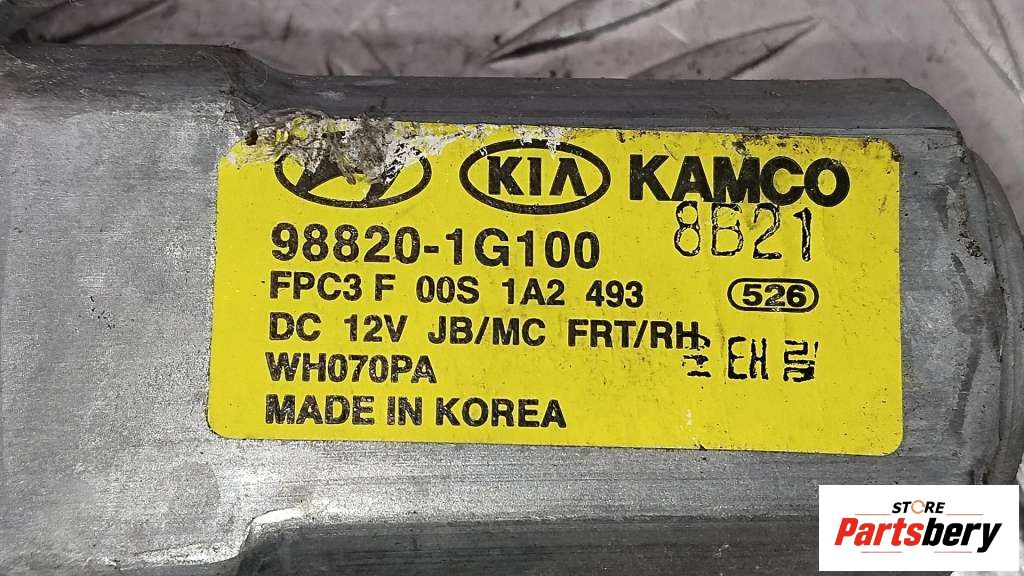 KIA KAMCO
8B21
98820-1G100
FPC3 F 00S 1A2 493 526
DC 12V JB/MC FRT/RH
WH070PA
MADE IN KOREA
STORE
Partsbery